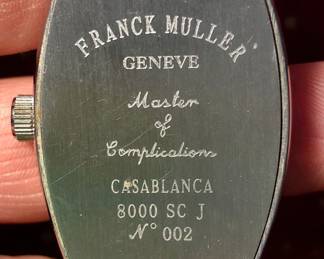 FRANCK MULLER
GENEVE
Master
of
Complications
CASABLANCA
8000 SC J
N° 002